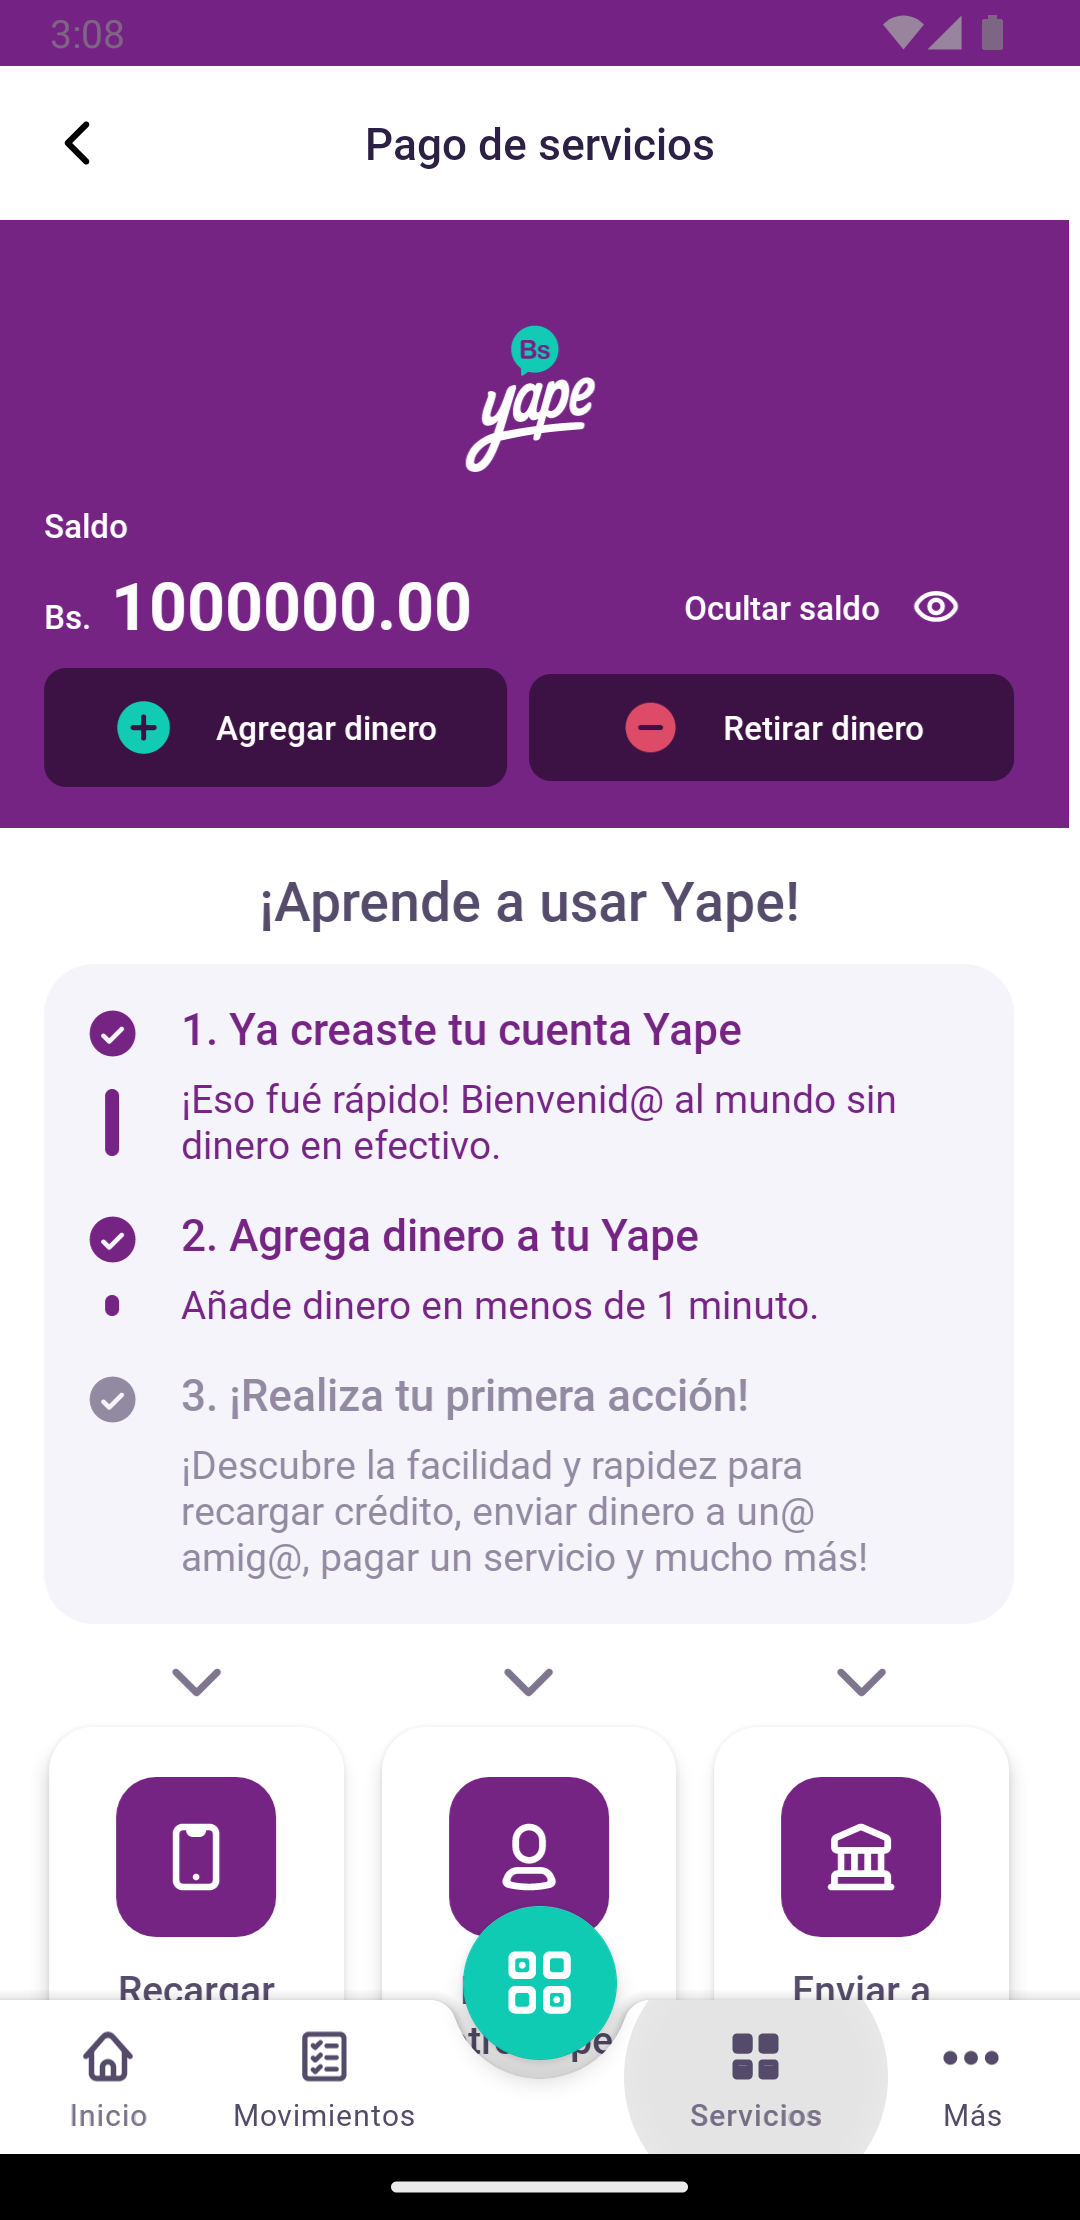 3:08
Pago de servicios
Bs
yape
Saldo
Bs. 1000000.00
Ocultar saldo
Agregar dinero
Retirar dinero
¡Aprende a usar Yape!
1. Ya creaste tu cuenta Yape
¡Eso fué rápido! Bienvenid@ al mundo sin
dinero en efectivo.
2. Agrega dinero a tu Yape
Añade dinero en menos de 1 minuto.
3. ¡Realiza tu primera acción!
¡Descubre la facilidad y rapidez para
recargar crédito, enviar dinero a un@
amig@, pagar un servicio y mucho más!
Recargar
Enviar a
Inicio
Movimientos
Servicios
Más